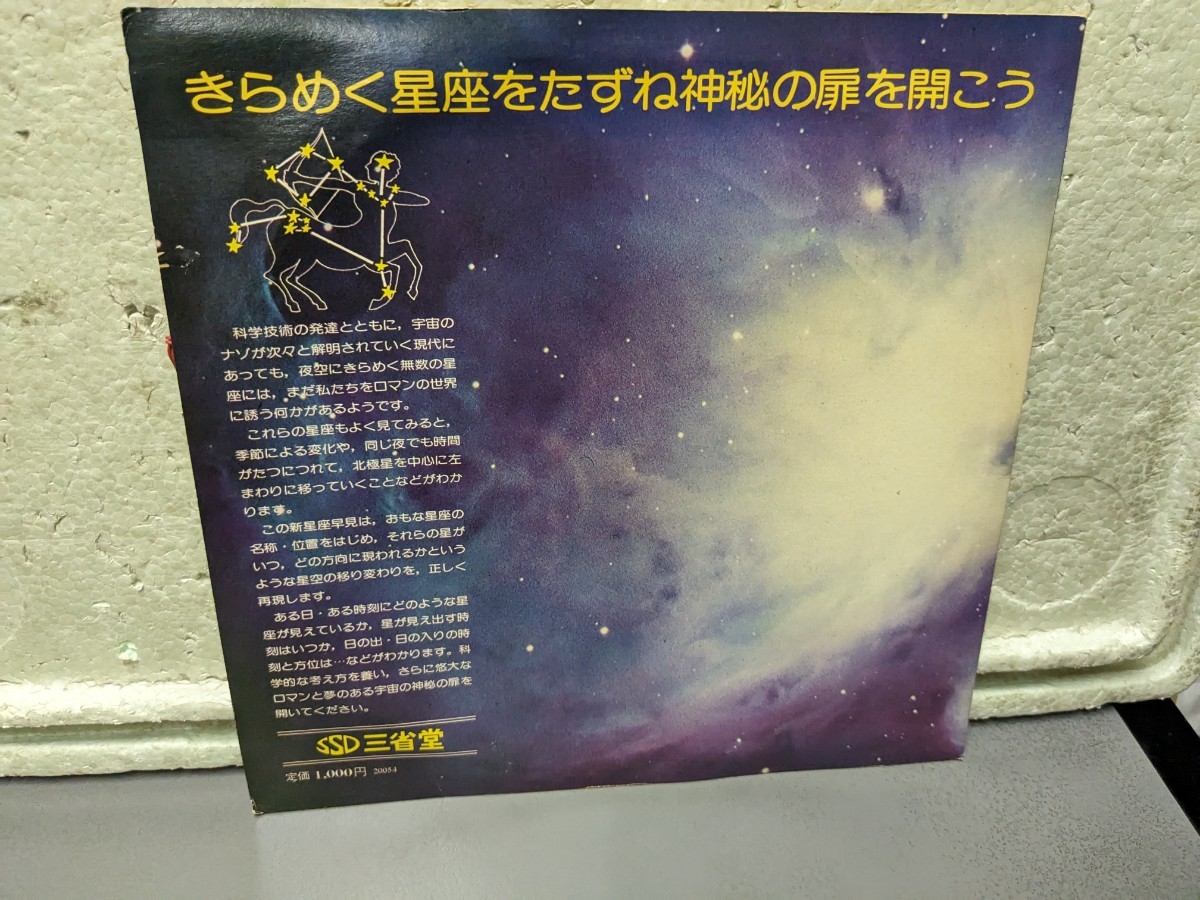 きらめく星座をたずね神秘の扉を開こう
科学技術の発達とともに，宇宙の
ナゾが次々と解明されていく現代に
あっても，夜空にきらめく無数の星
座には，まだ私たちをロマンの世界
に誘う何かがあるようです。
これらの星座もよく見てみると，
季節による変化や，同じ夜でも時間
がたつにつれて，北極星を中心に左
まわりに移っていくことなどがわか
ります。
この新星座早見は，おもな星座の
名称・位置をはじめ，それらの星が
いつ，どの方向に現われるかという
ような星空の移り変わりを，正しく
再現します。
ある日・ある時刻にどのような星
座が見えているか，星が見え出す時
刻はいつか，日の出・日の入りの時
刻と方位は…などがわかります。科
学的な考え方を養い，さらに悠大な
ロマンと夢のある宇宙の神秘の扉を
開いてください。
SSD 三省堂
定価 1,000円 20054